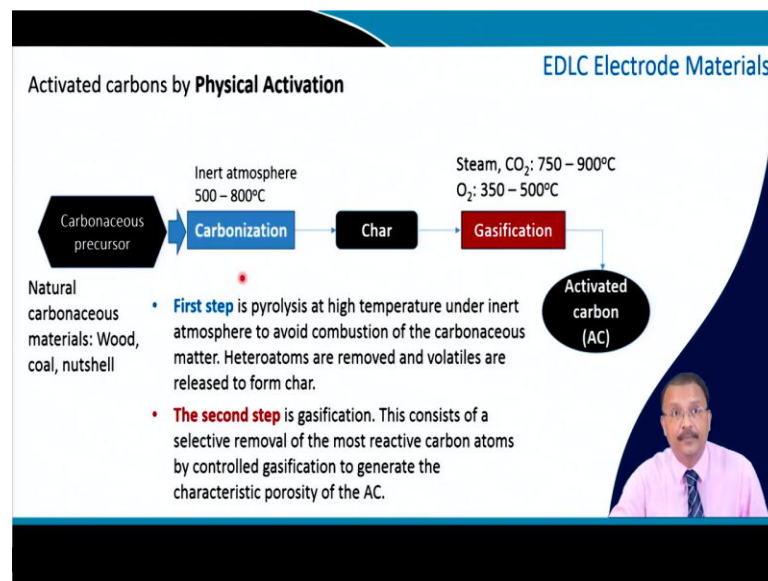 EDLC Electrode Materials
Activated carbons by Physical Activation
Inert atmosphere
500 – 800°C
Steam, CO₂: 750 – 900°C
O₂: 350 – 500°C
Carbonaceous
precursor
Carbonization
Char
Gasification
Activated
carbon
(AC)
Natural
carbonaceous
materials: Wood,
coal, nutshell
• First step is pyrolysis at high temperature under inert
atmosphere to avoid combustion of the carbonaceous
matter. Heteroatoms are removed and volatiles are
released to form char.
• The second step is gasification. This consists of a
selective removal of the most reactive carbon atoms
by controlled gasification to generate the
characteristic porosity of the AC.